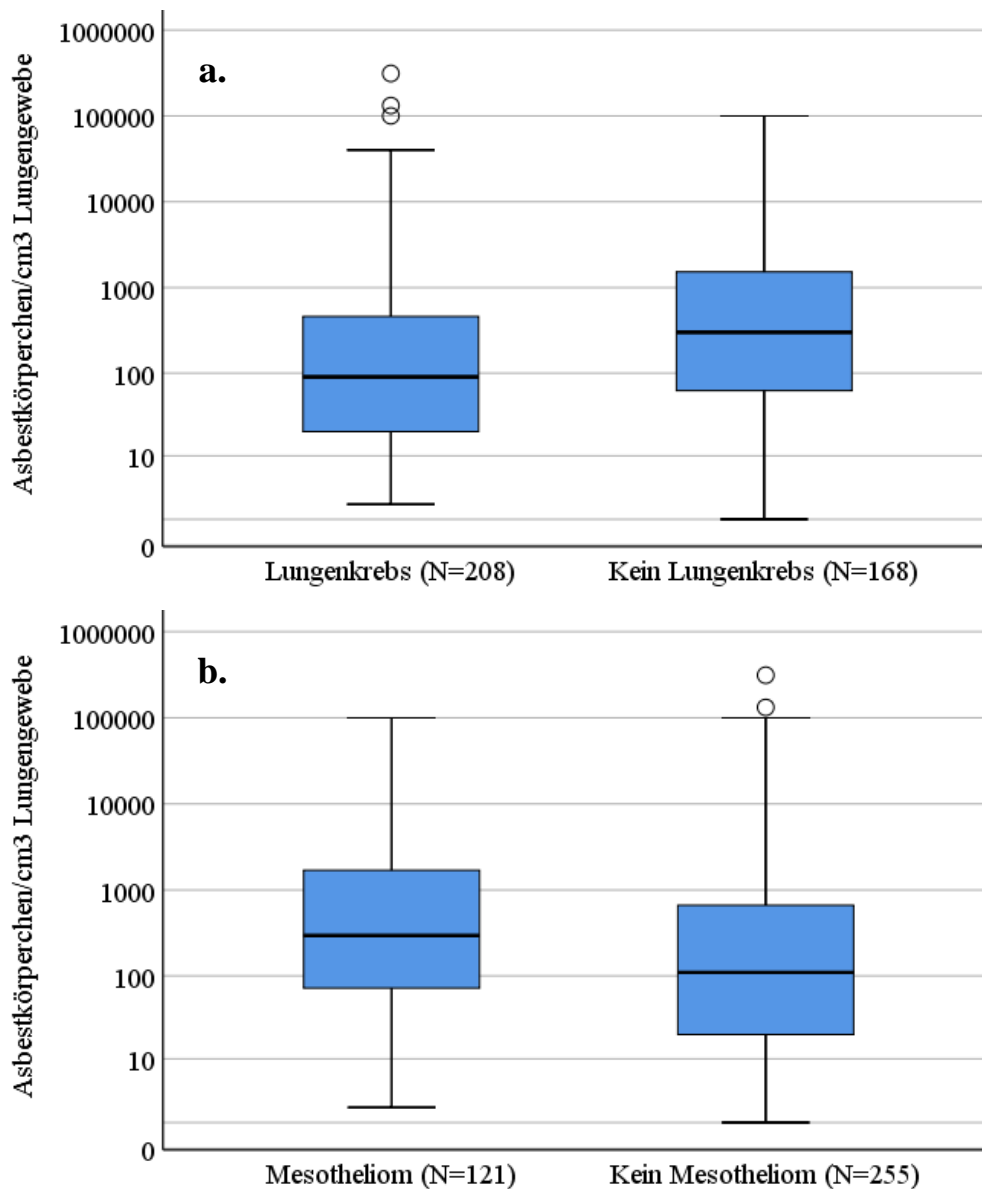 a.
Asbestkörperchen/cm3 Lungengewebe
1000000
100000
10000
1000
100
10
0
Lungenkrebs (N=208)
Kein Lungenkrebs (N=168)
b.
Asbestkörperchen/cm3 Lungengewebe
1000000
100000
10000
1000
100
10
0
Mesotheliom (N=121)
Kein Mesotheliom (N=255)